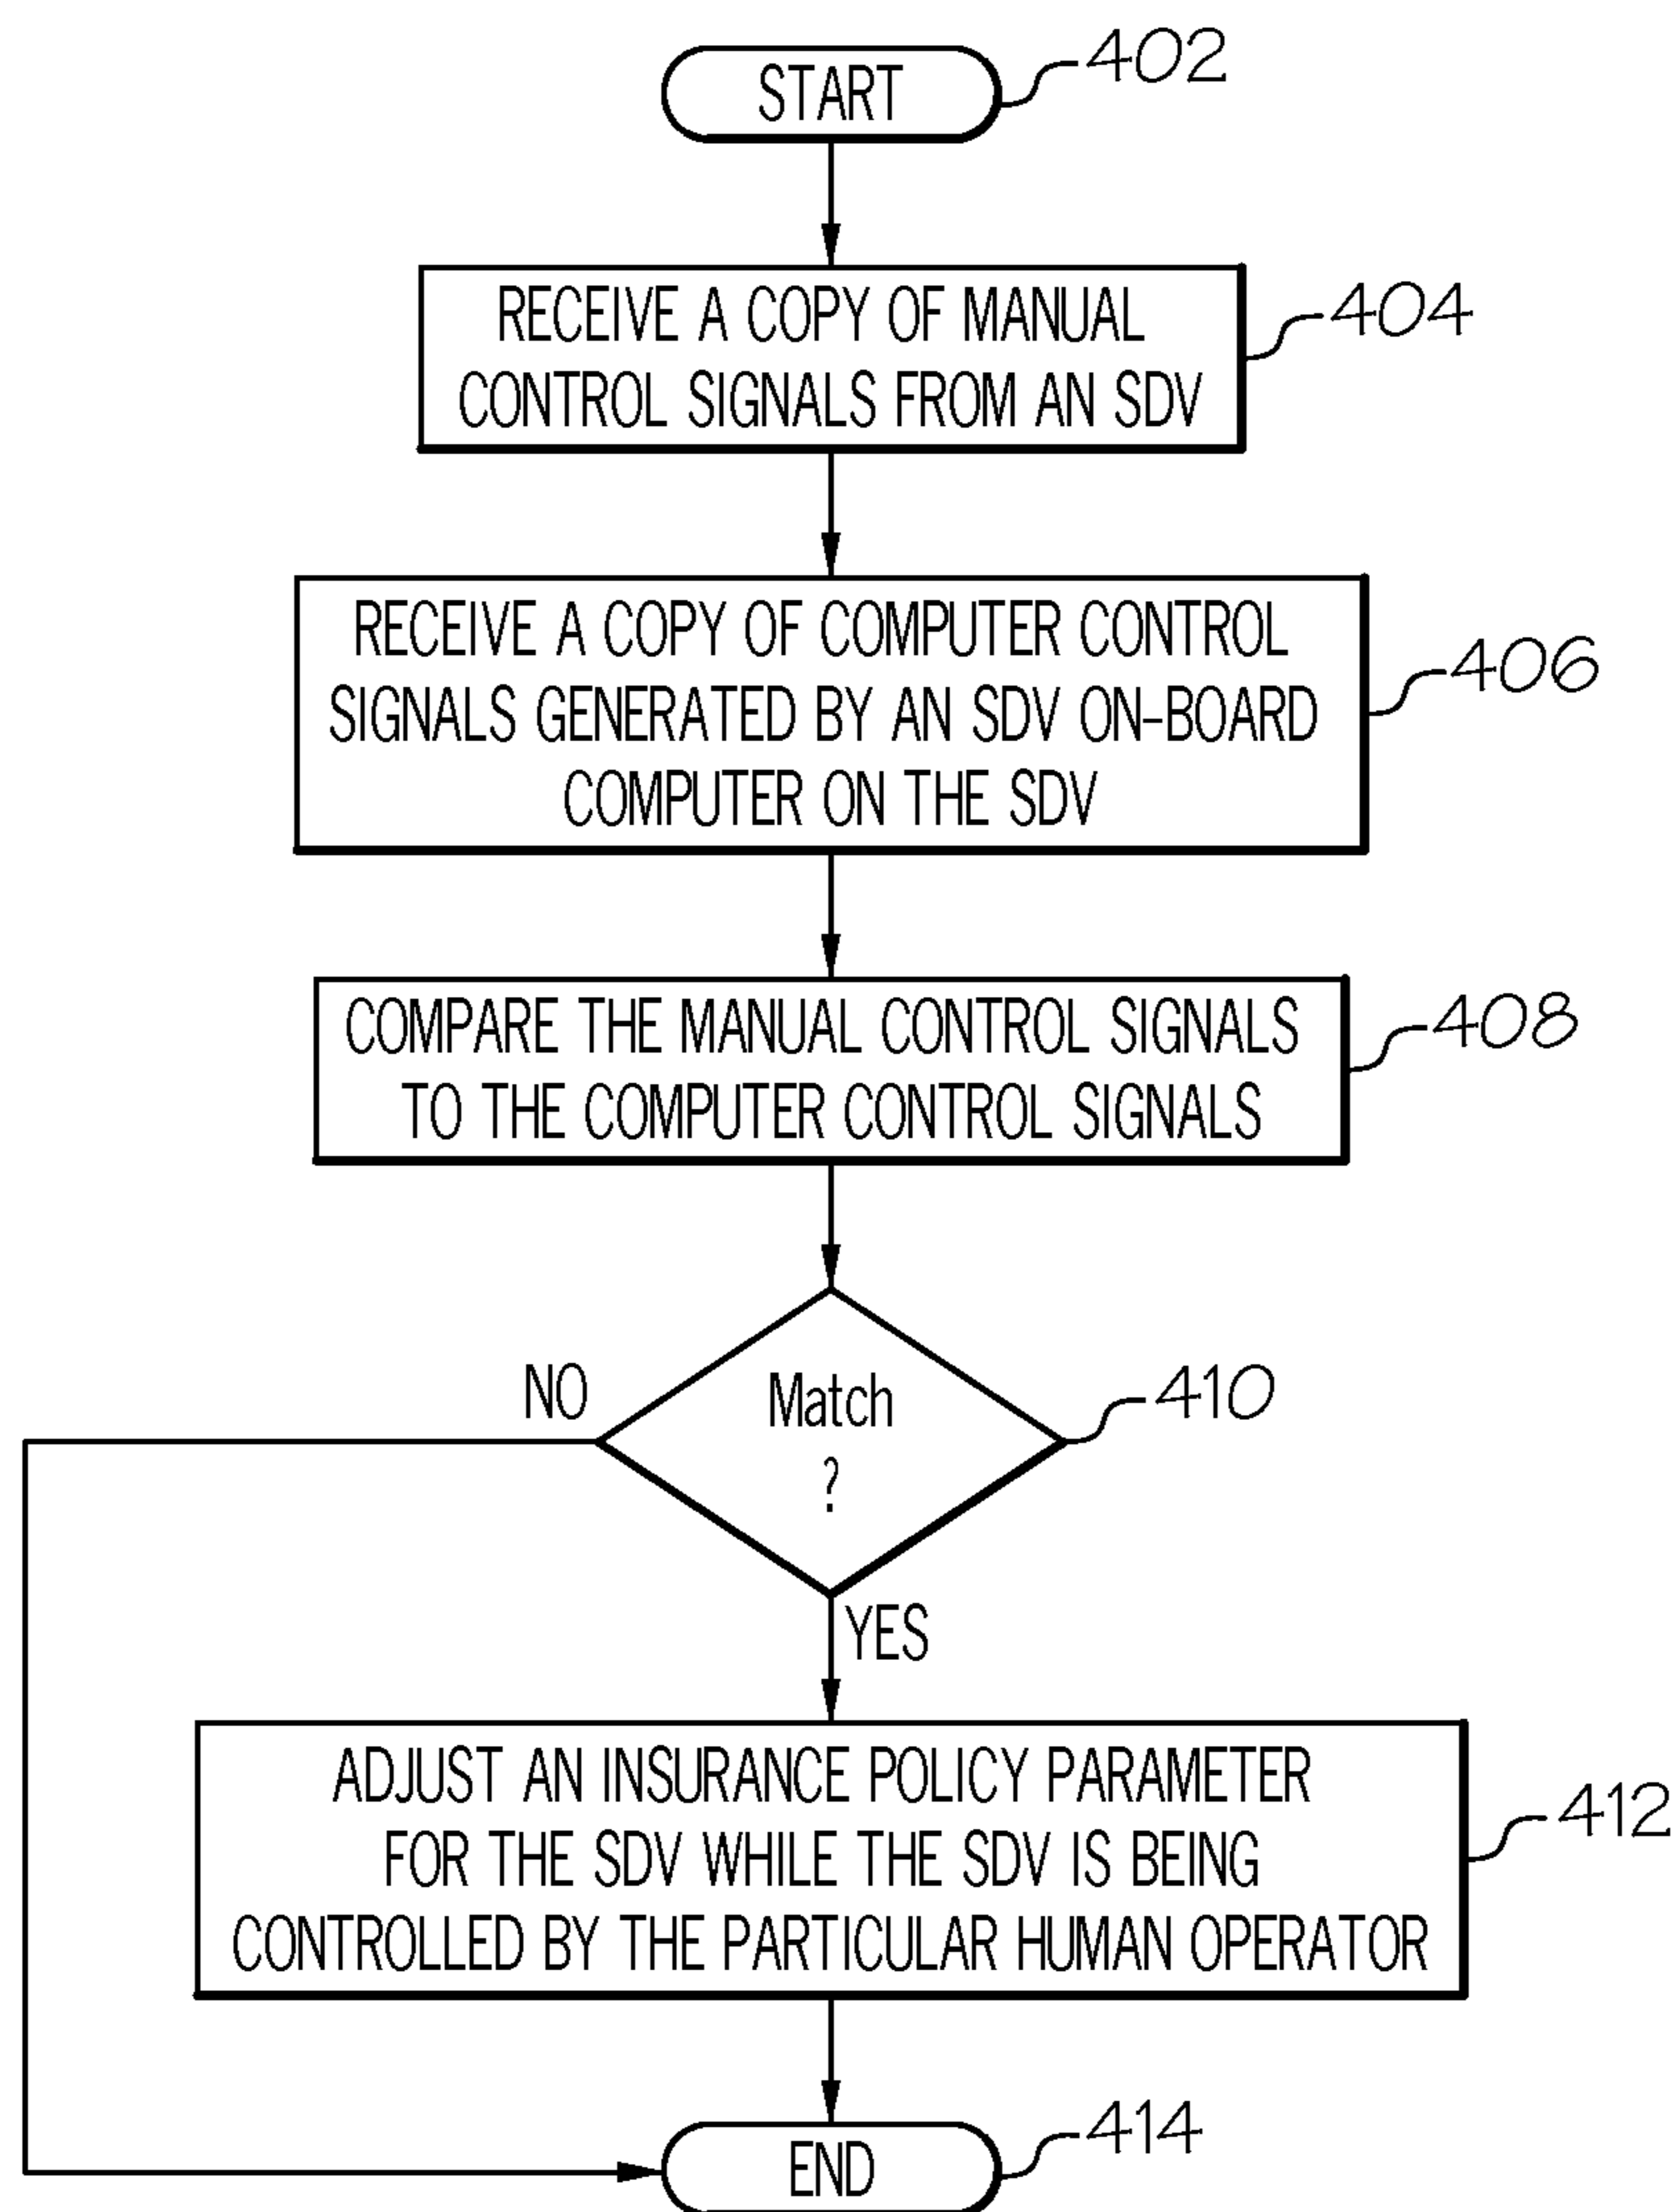 START
402
RECEIVE A COPY OF MANUAL
CONTROL SIGNALS FROM AN SDV
404
RECEIVE A COPY OF COMPUTER CONTROL
SIGNALS GENERATED BY AN SDV ON-BOARD
COMPUTER ON THE SDV
406
COMPARE THE MANUAL CONTROL SIGNALS
TO THE COMPUTER CONTROL SIGNALS
408
NO
Match
?
410
YES
ADJUST AN INSURANCE POLICY PARAMETER
FOR THE SDV WHILE THE SDV IS BEING
CONTROLLED BY THE PARTICULAR HUMAN OPERATOR
412
END
414